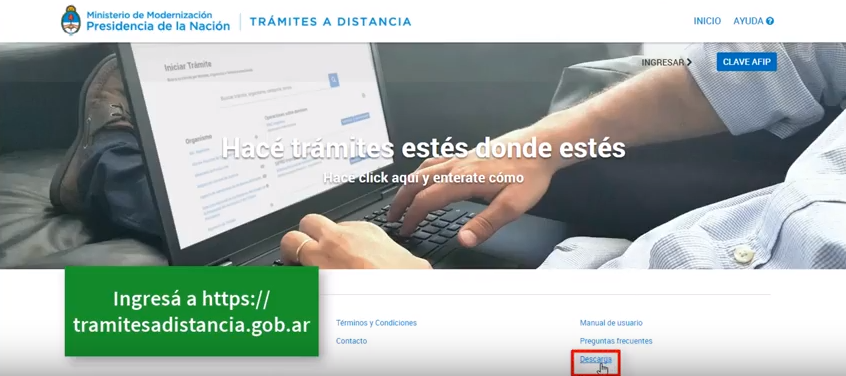 Ministerio de Modernización
Presidencia de la Nación
TRÁMITES A DISTANCIA
INICIO
AYUDA
INGRESAR
CLAVE AFIP
Iniciar Trámite
Organismo
Hacé trámites estés donde estés
Hacé click aquí y enterate cómo
Ingresá a https://
tramitesadistancia.gob.ar
Términos y Condiciones
Contacto
Manual de usuario
Preguntas frecuentes
Descarga